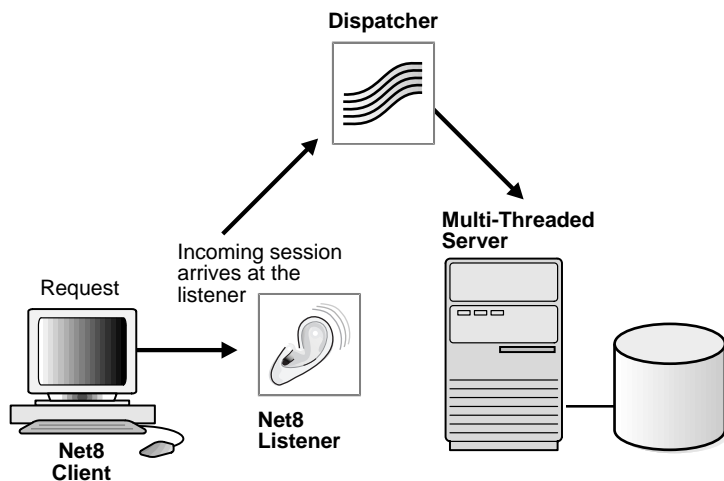 Dispatcher
Multi-Threaded
Server
Incoming session
arrives at the
listener
Request
Net8
Listener
Net8
Client